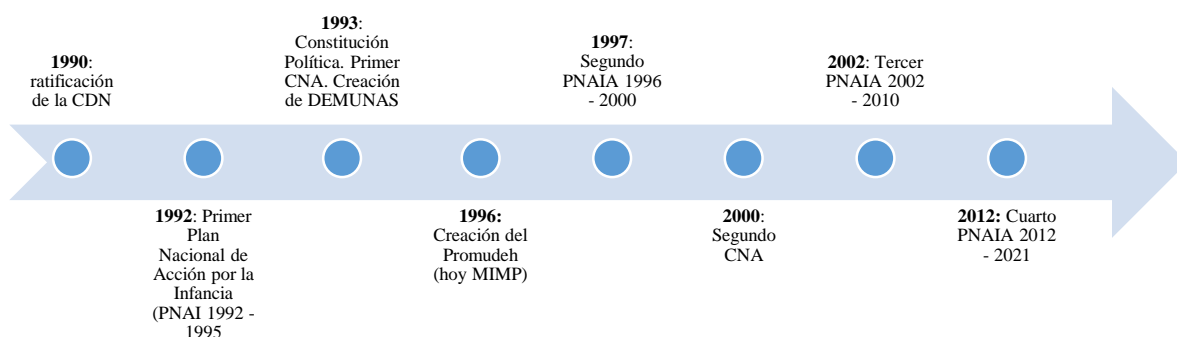 1990:
ratificación
de la CDN
1992: Primer
Plan
Nacional de
Acción por la
Infancia
(PNAI 1992 -
1995
1993:
Constitución
Política. Primer
CNA. Creación
de DEMUNAS
1996:
Creación del
Promudeh
(hoy MIMP)
1997:
Segundo
PNAIA 1996
- 2000
2000:
Segundo
CNA
2002: Tercer
PNAIA 2002
- 2010
2012: Cuarto
PNAIA 2012
- 2021